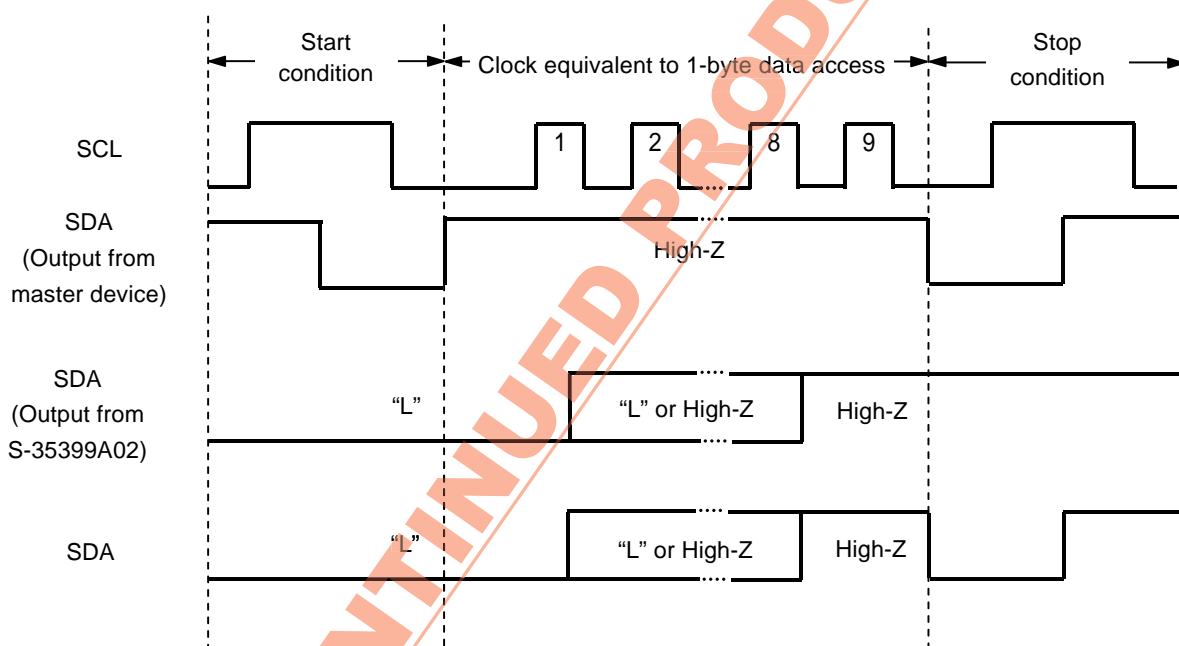 Start
condition
Clock equivalent to 1-byte data access
Stop
condition
SCL
1
2
8
9
SDA
(Output from
master device)
High-Z
SDA
(Output from
S-35399A02)
“L”
“L” or High-Z
High-Z
SDA
“L”
“L” or High-Z
High-Z